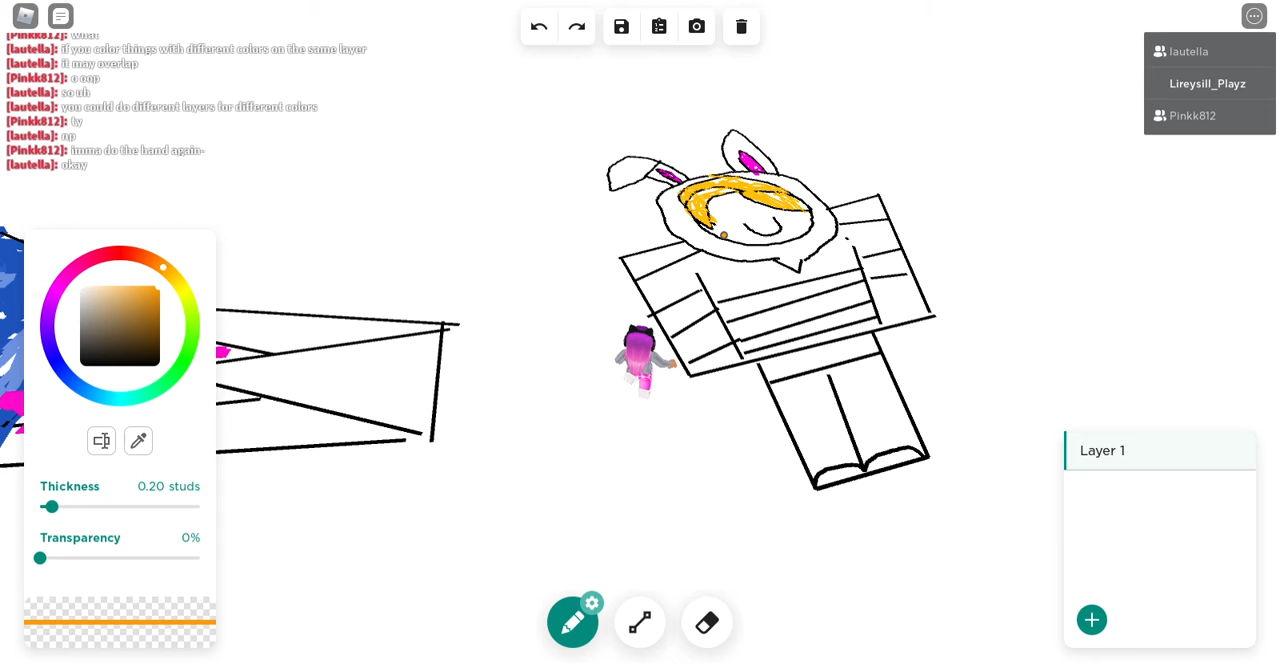 [Pinkk812]: what
[lautella]: if you color things with different colors on the same layer
[lautella]: it may overlap
[Pinkk812]: o oop
[lautella]: so uh
[lautella]: you could do different layers for different colors
[Pinkk812]: ty
[lautella]: np
[Pinkk812]: imma do the hand again-
[lautella]: okay
lautella
Lireysill_Playz
Pinkk812
Thickness 0.20 studs
Transparency 0%
Layer 1